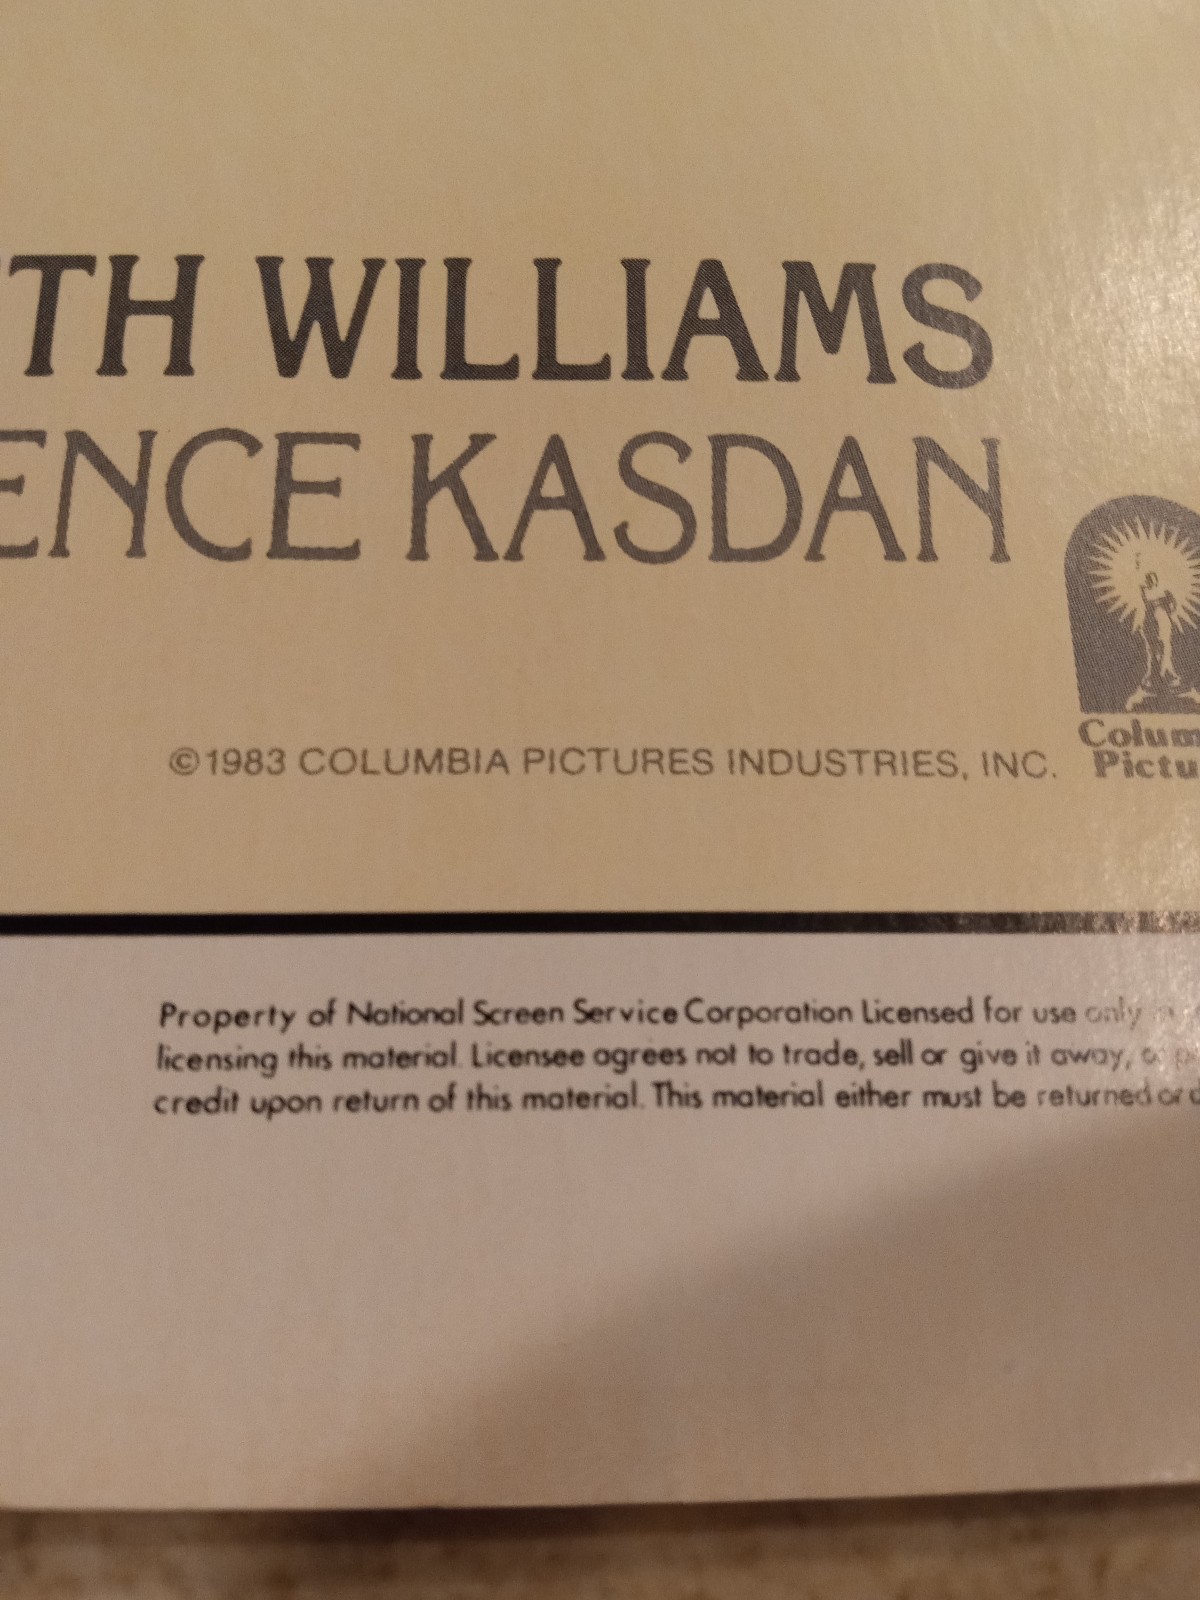 TH WILLIAMS
ENCE KASDAN
©1983 COLUMBIA PICTURES INDUSTRIES, INC.
Colum
Pictu
Property of National Screen Service Corporation Licensed for use only
licensing this material. Licensee agrees not to trade, sell or give it away,
credit upon return of this material. This material either must be returned or